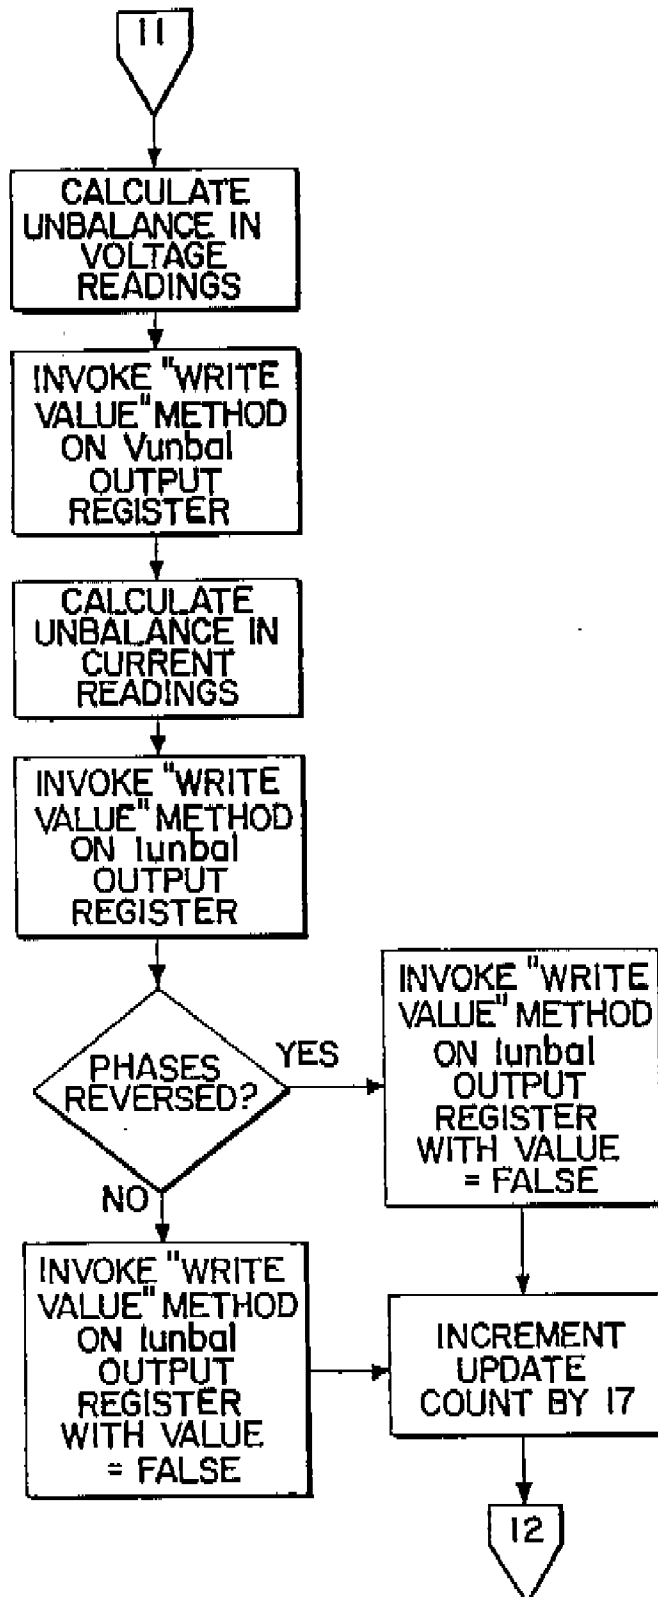 11
CALCULATE
UNBALANCE IN
VOLTAGE
READINGS
INVOKE "WRITE
VALUE" METHOD
ON Vunbal
OUTPUT
REGISTER
CALCULATE
UNBALANCE IN
CURRENT
READINGS
INVOKE "WRITE
VALUE" METHOD
ON Iunbal
OUTPUT
REGISTER
PHASES
REVERSED?
YES
INVOKE "WRITE
VALUE" METHOD
ON Iunbal
OUTPUT
REGISTER
WITH VALUE
= FALSE
NO
INVOKE "WRITE
VALUE" METHOD
ON Iunbal
OUTPUT
REGISTER
WITH VALUE
= FALSE
INCREMENT
UPDATE
COUNT BY 17
12